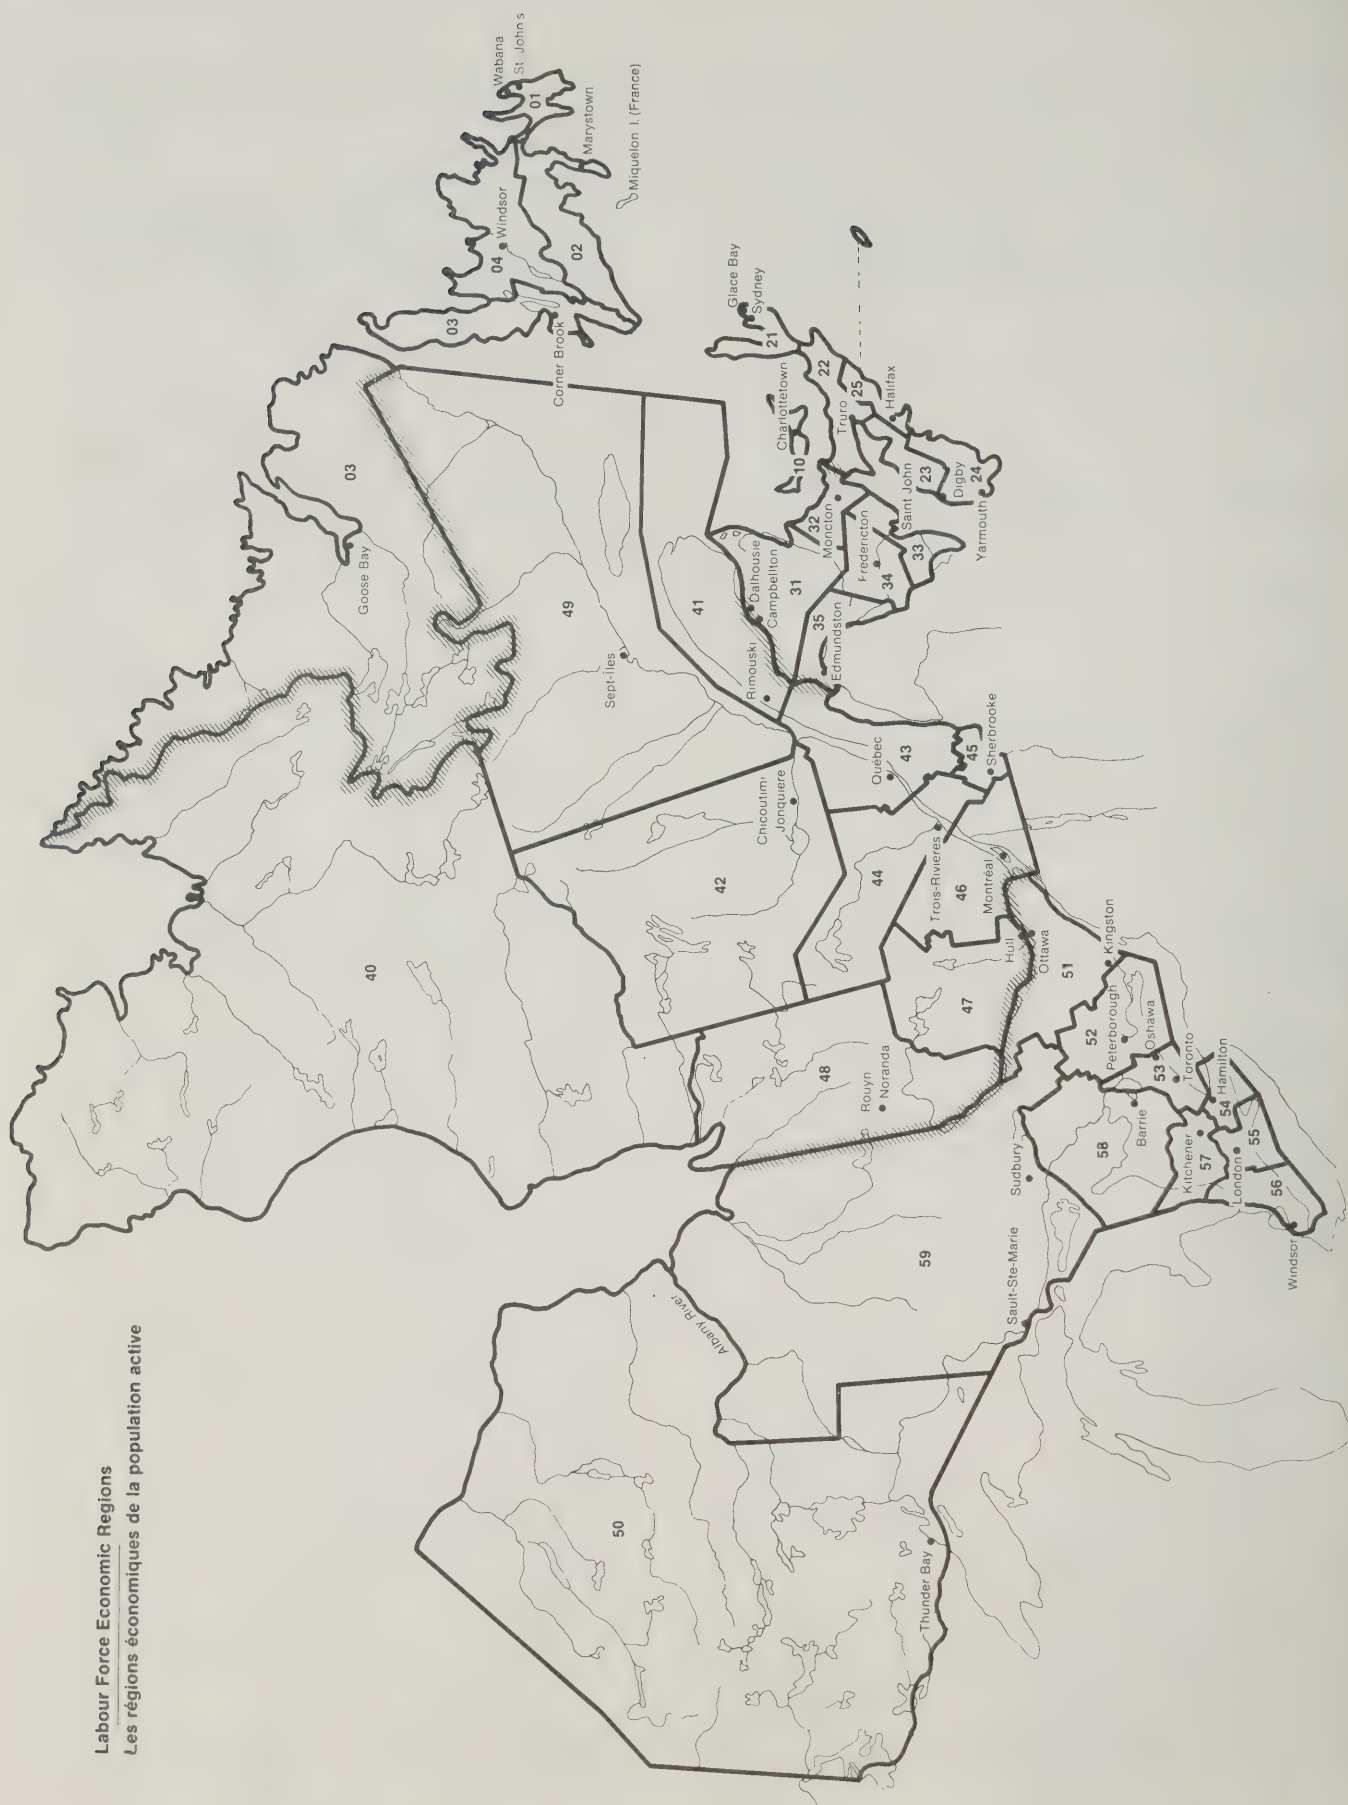 Labour Force Economic Regions
Les régions économiques de la population active
50
Albany River
Thunder Bay
59
Sault-Ste-Marie
Sudbury
40
48
Rouyn
Noranda
47
42
Chicoutimi
Jonquière
44
Trois-Rivières
46
Montréal
Hull
Ottawa
51
Kingston
52
Peterborough
Oshawa
53
Toronto
54
Hamilton
55
56
Windsor
London
57
Kitchener
58
Barrie
Québec
43
45
Sherbrooke
49
Sept-Îles
41
Rimouski
03
Goose Bay
03
Corner Brook
04
Windsor
02
01
Wabana
St John's
Marystown
Miquelon I. (France)
Dalhousie
Campbellton
31
35
Edmundston
32
Moncton
Fredericton
34
33
Saint John
10
Charlottetown
Glace Bay
Sydney
21
22
Truro
25
Halifax
23
Digby
24
Yarmouth